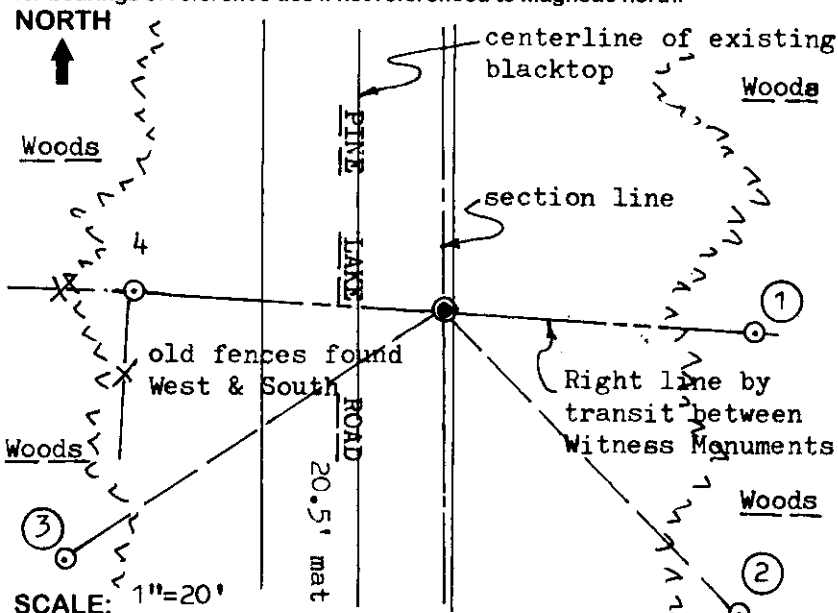 NORTH
centerline of existing
blacktop
Woods
Woods
PINE
section line
4
LAKE
1
old fences found
West & South
Right line by
transit between
Witness Monuments
ROAD
Woods
20.5' mat
Woods
3
2
SCALE: 1"=20'